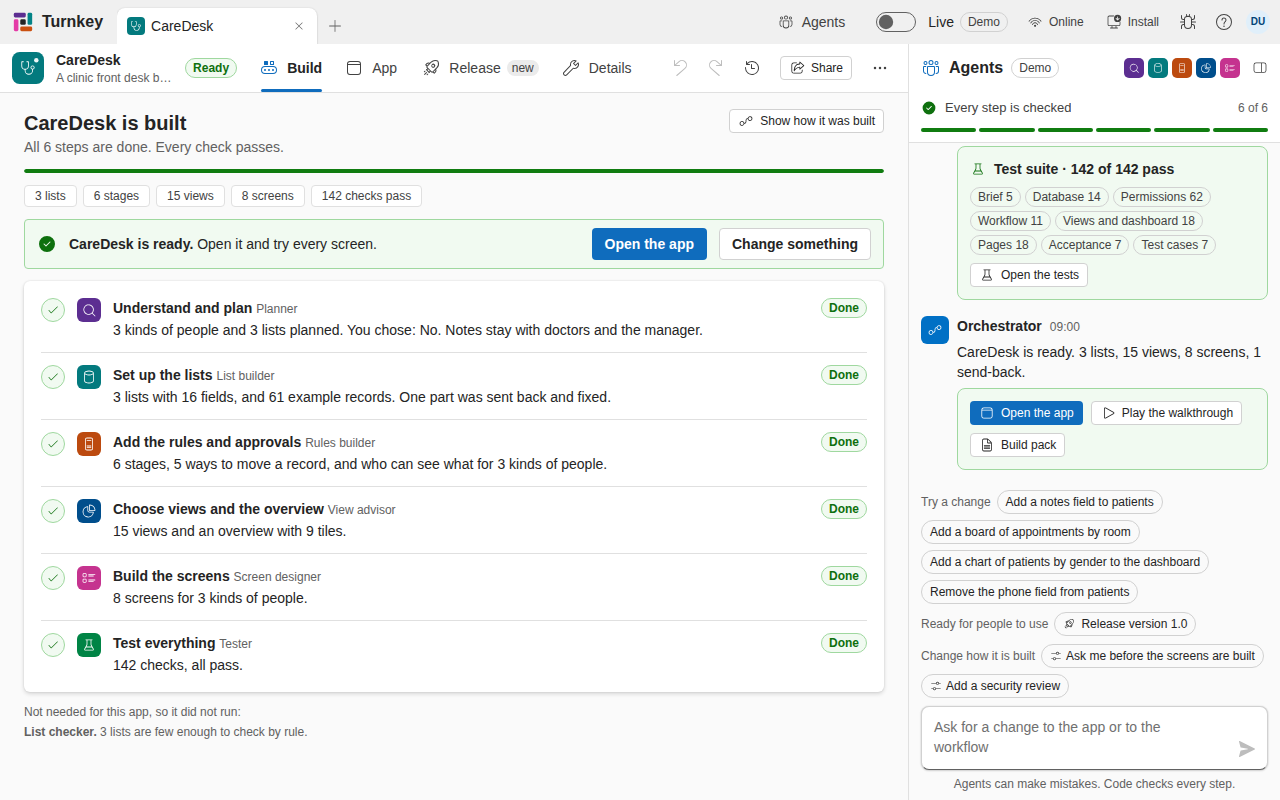 Turnkey
CareDesk
Agents
Live
Demo
Online
Install
DU
CareDesk
A clinic front desk b...
Ready
Build
App
Release new
Details
Share
CareDesk is built
All 6 steps are done. Every check passes.
Show how it was built
3 lists
6 stages
15 views
8 screens
142 checks pass
CareDesk is ready. Open it and try every screen.
Open the app
Change something
Understand and plan Planner
Done
3 kinds of people and 3 lists planned. You chose: No. Notes stay with doctors and the manager.
Set up the lists List builder
Done
3 lists with 16 fields, and 61 example records. One part was sent back and fixed.
Add the rules and approvals Rules builder
Done
6 stages, 5 ways to move a record, and who can see what for 3 kinds of people.
Choose views and the overview View advisor
Done
15 views and an overview with 9 tiles.
Build the screens Screen designer
Done
8 screens for 3 kinds of people.
Test everything Tester
Done
142 checks, all pass.
Not needed for this app, so it did not run:
List checker. 3 lists are few enough to check by rule.
Agents Demo
Every step is checked
6 of 6
Test suite · 142 of 142 pass
Brief 5
Database 14
Permissions 62
Workflow 11
Views and dashboard 18
Pages 18
Acceptance 7
Test cases 7
Open the tests
Orchestrator 09:00
CareDesk is ready. 3 lists, 15 views, 8 screens, 1
send-back.
Open the app
Play the walkthrough
Build pack
Try a change
Add a notes field to patients
Add a board of appointments by room
Add a chart of patients by gender to the dashboard
Remove the phone field from patients
Ready for people to use
Release version 1.0
Change how it is built
Ask me before the screens are built
Add a security review
Ask for a change to the app or to the
workflow
Agents can make mistakes. Code checks every step.